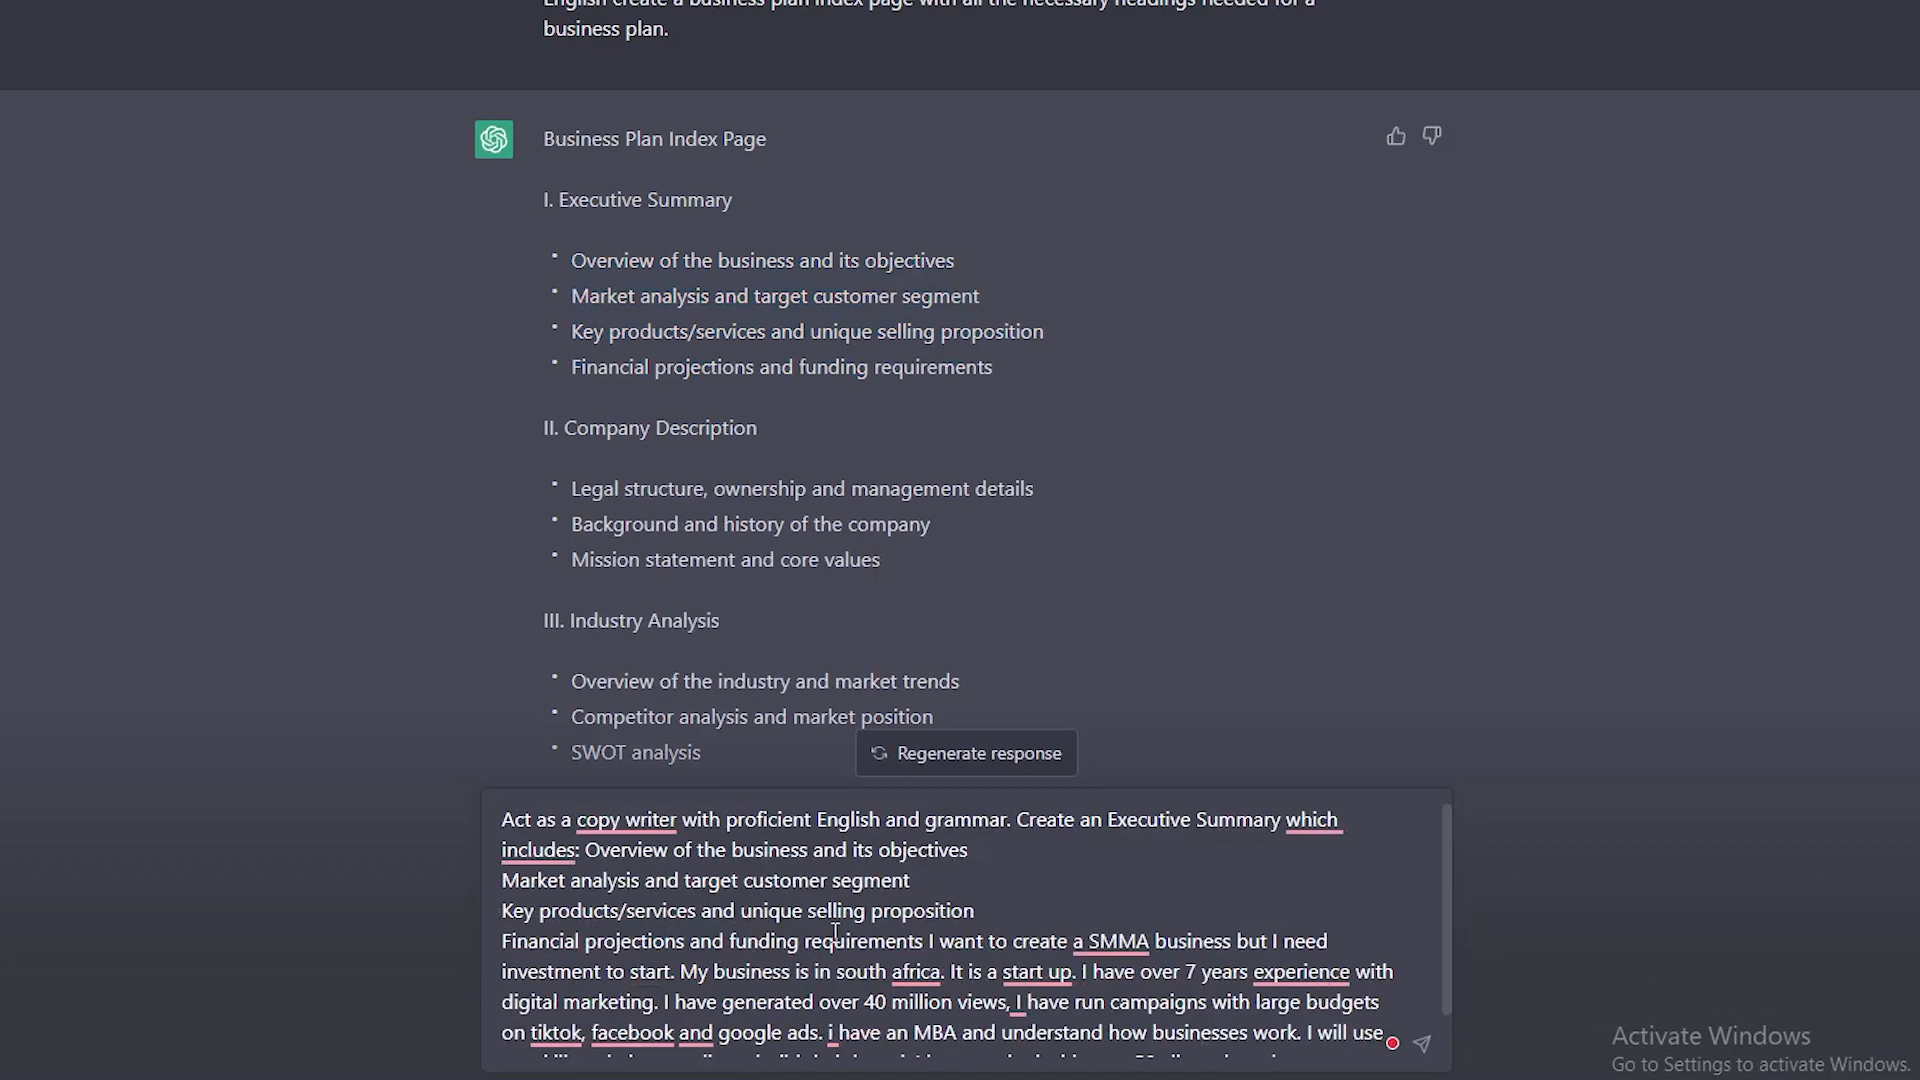 English create a business plan index page with all the necessary headings needed for a
business plan.
Business Plan Index Page
I. Executive Summary
• Overview of the business and its objectives
• Market analysis and target customer segment
• Key products/services and unique selling proposition
• Financial projections and funding requirements
II. Company Description
• Legal structure, ownership and management details
• Background and history of the company
• Mission statement and core values
III. Industry Analysis
• Overview of the industry and market trends
• Competitor analysis and market position
• SWOT analysis
Regenerate response
Act as a copy writer with proficient English and grammar. Create an Executive Summary which
includes: Overview of the business and its objectives
Market analysis and target customer segment
Key products/services and unique selling proposition
Financial projections and funding requirements I want to create a SMMA business but I need
investment to start. My business is in south africa. It is a start up. I have over 7 years experience with
digital marketing. I have generated over 40 million views, I have run campaigns with large budgets
on tiktok, facebook and google ads. i have an MBA and understand how businesses work. I will use
Activate Windows
Go to Settings to activate Windows.